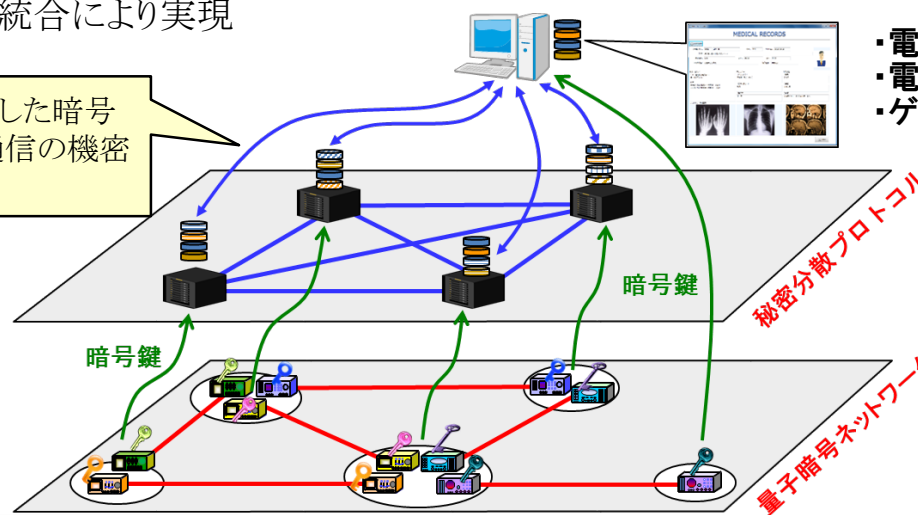 統合により実現
した暗号
通信の機密
MEDICAL RECORDS
・電
・電
・ゲ
秘密分散プロトコル
暗号鍵
暗号鍵
量子暗号ネットワーク